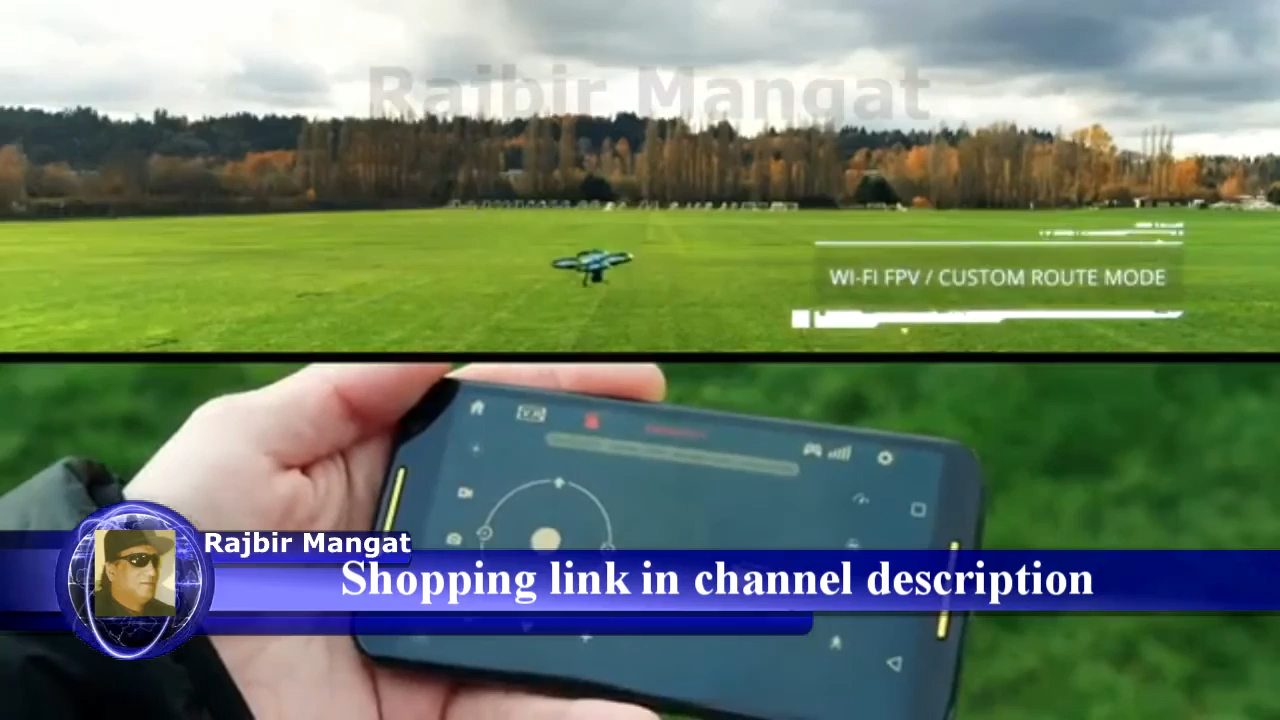 Rajbir Mangat
WI-FI FPV / CUSTOM ROUTE MODE
Rajbir Mangat
Shopping link in channel description